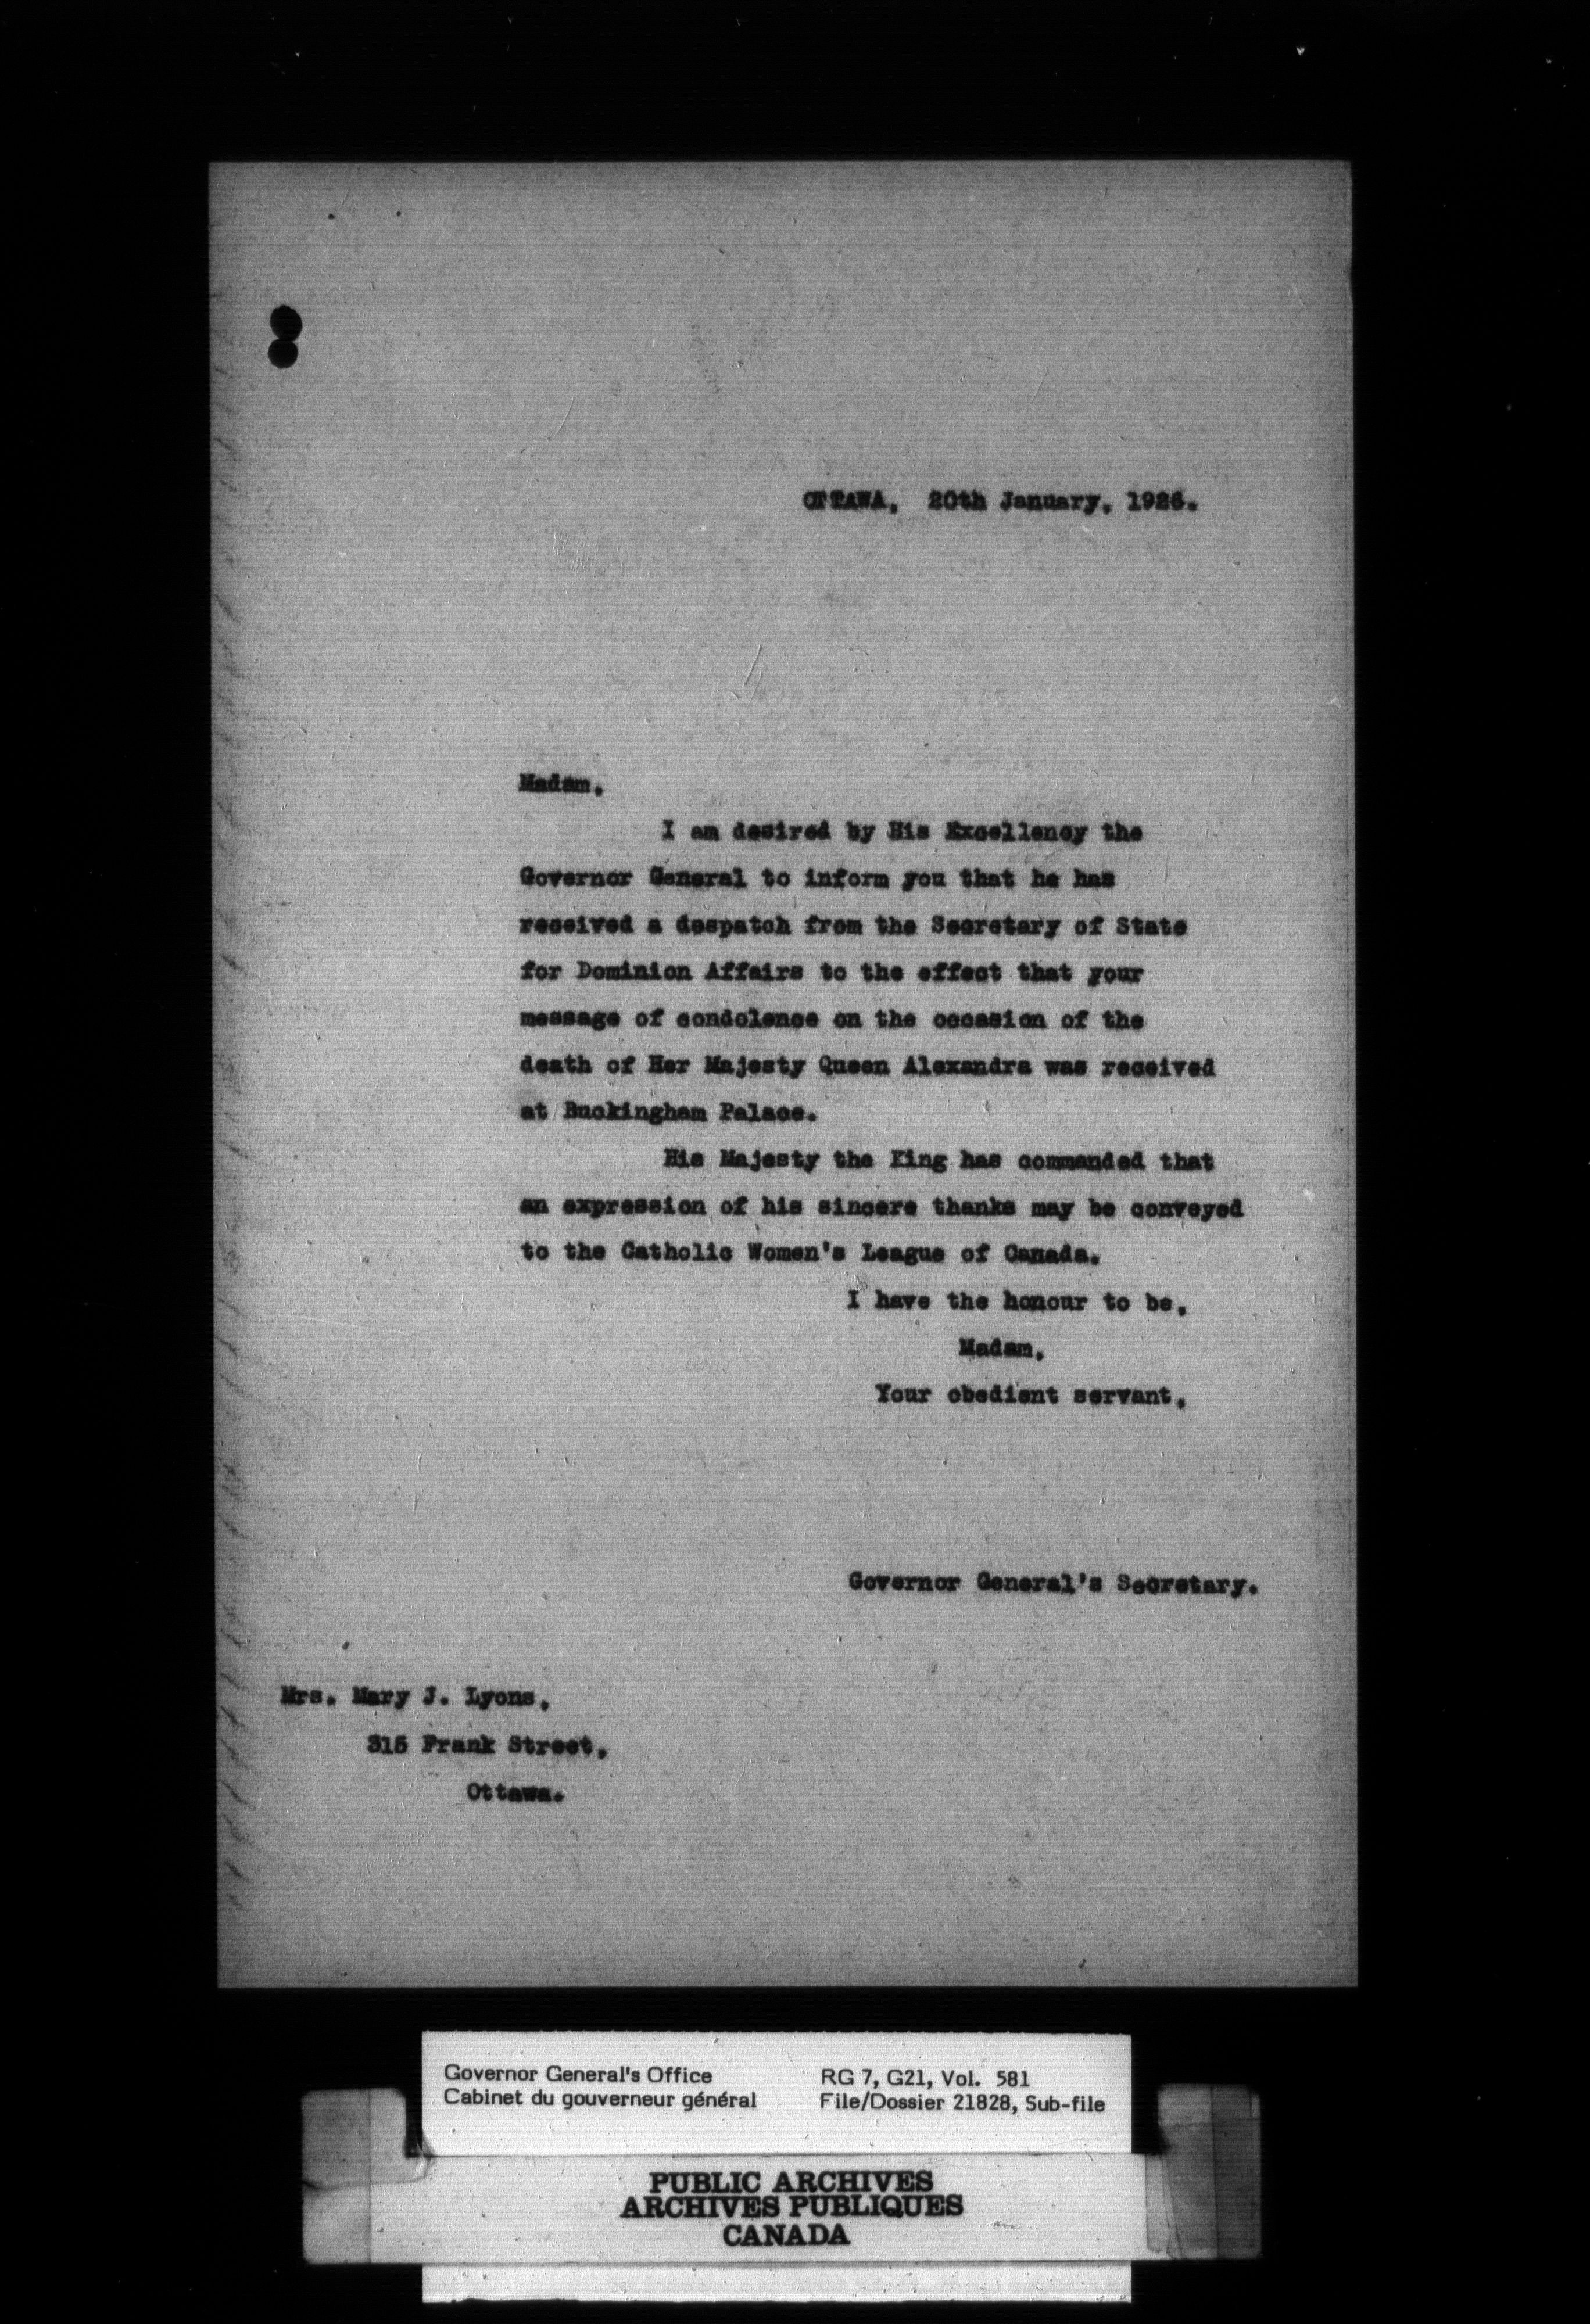 OTTAWA, 20th January, 1926.
Madam,
I am desired by His Excellency the
Governor General to inform you that he has
received a despatch from the Secretary of State
for Dominion Affairs to the effect that your
message of condolence on the occasion of the
death of Her Majesty Queen Alexandra was received
at Buckingham Palace.
His Majesty the King has commanded that
an expression of his sincere thanks may be conveyed
to the Catholic Women's League of Canada.
I have the honour to be,
Madam,
Your obedient servant,
Governor General's Secretary.
Mrs. Mary J. Lyons,
315 Frank Street,
Ottawa.
Governor General's Office
Cabinet du gouverneur général
RG 7, G21, Vol. 581
File/Dossier 21828, Sub-file
PUBLIC ARCHIVES
ARCHIVES PUBLIQUES
CANADA